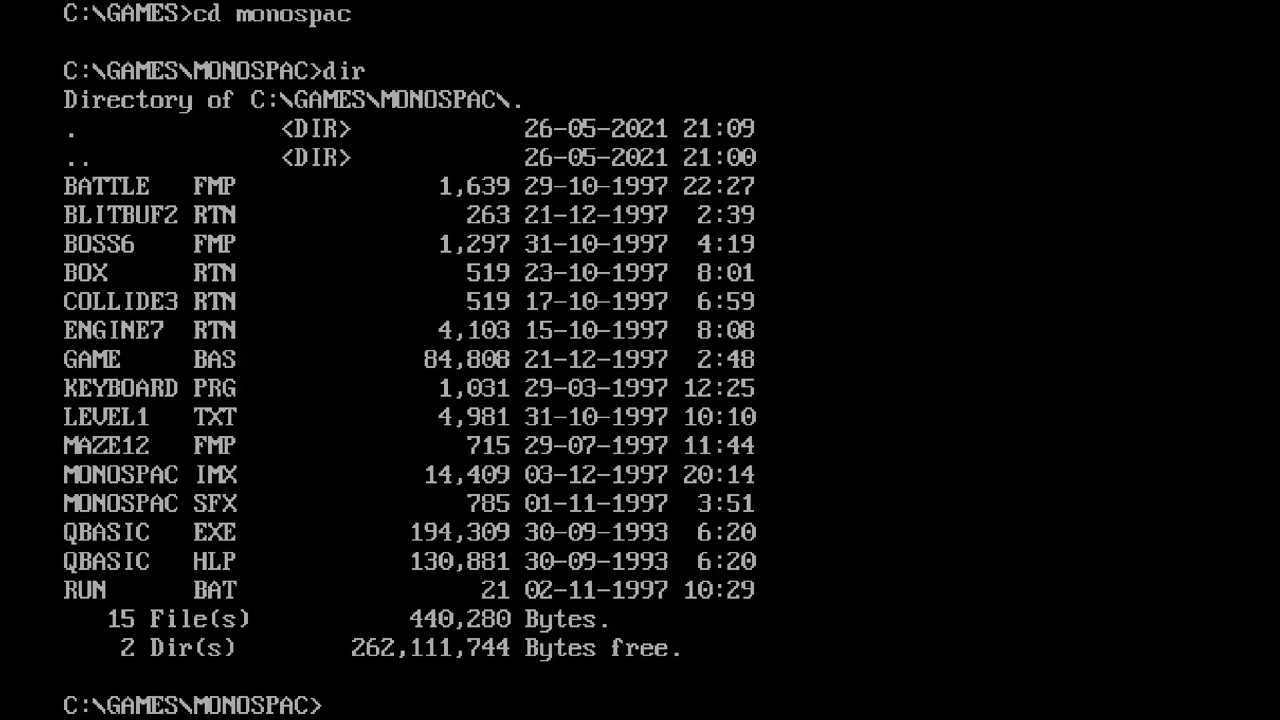 C:\GAMES>cd monospac
C:\GAMES\MONOSPAC>dir
Directory of C:\GAMES\MONOSPAC\.
. <DIR> 26-05-2021 21:09
.. <DIR> 26-05-2021 21:00
BATTLE FMP 1,639 29-10-1997 22:27
BLITBUF2 RTN 263 21-12-1997 2:39
BOSS6 FMP 1,297 31-10-1997 4:19
BOX RTN 519 23-10-1997 8:01
COLLIDE3 RTN 519 17-10-1997 6:59
ENGINE7 RTN 4,103 15-10-1997 8:08
GAME BAS 84,808 21-12-1997 2:48
KEYBOARD PRG 1,031 29-03-1997 12:25
LEVEL1 TXT 4,981 31-10-1997 10:10
MAZE12 FMP 715 29-07-1997 11:44
MONOSPAC IMX 14,409 03-12-1997 20:14
MONOSPAC SFX 785 01-11-1997 3:51
QBASIC EXE 194,309 30-09-1993 6:20
QBASIC HLP 130,881 30-09-1993 6:20
RUN BAT 21 02-11-1997 10:29
15 File(s) 440,280 Bytes.
2 Dir(s) 262,111,744 Bytes free.
C:\GAMES\MONOSPAC>